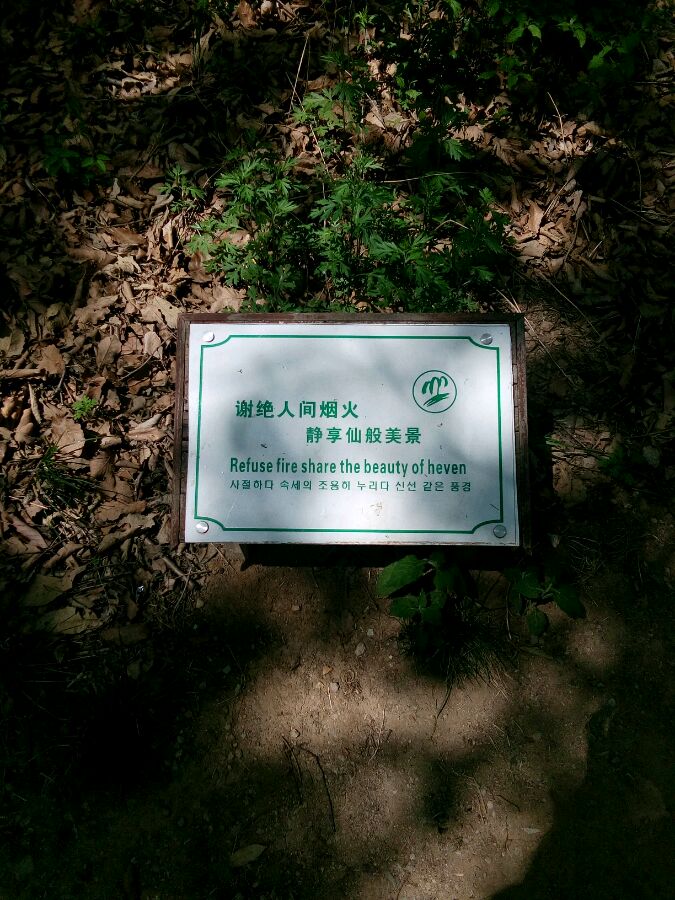 谢绝人间烟火
静享仙般美景
Refuse fire share the beauty of heven
사절하다 속세의 조용히 누리다 신선 같은 풍경